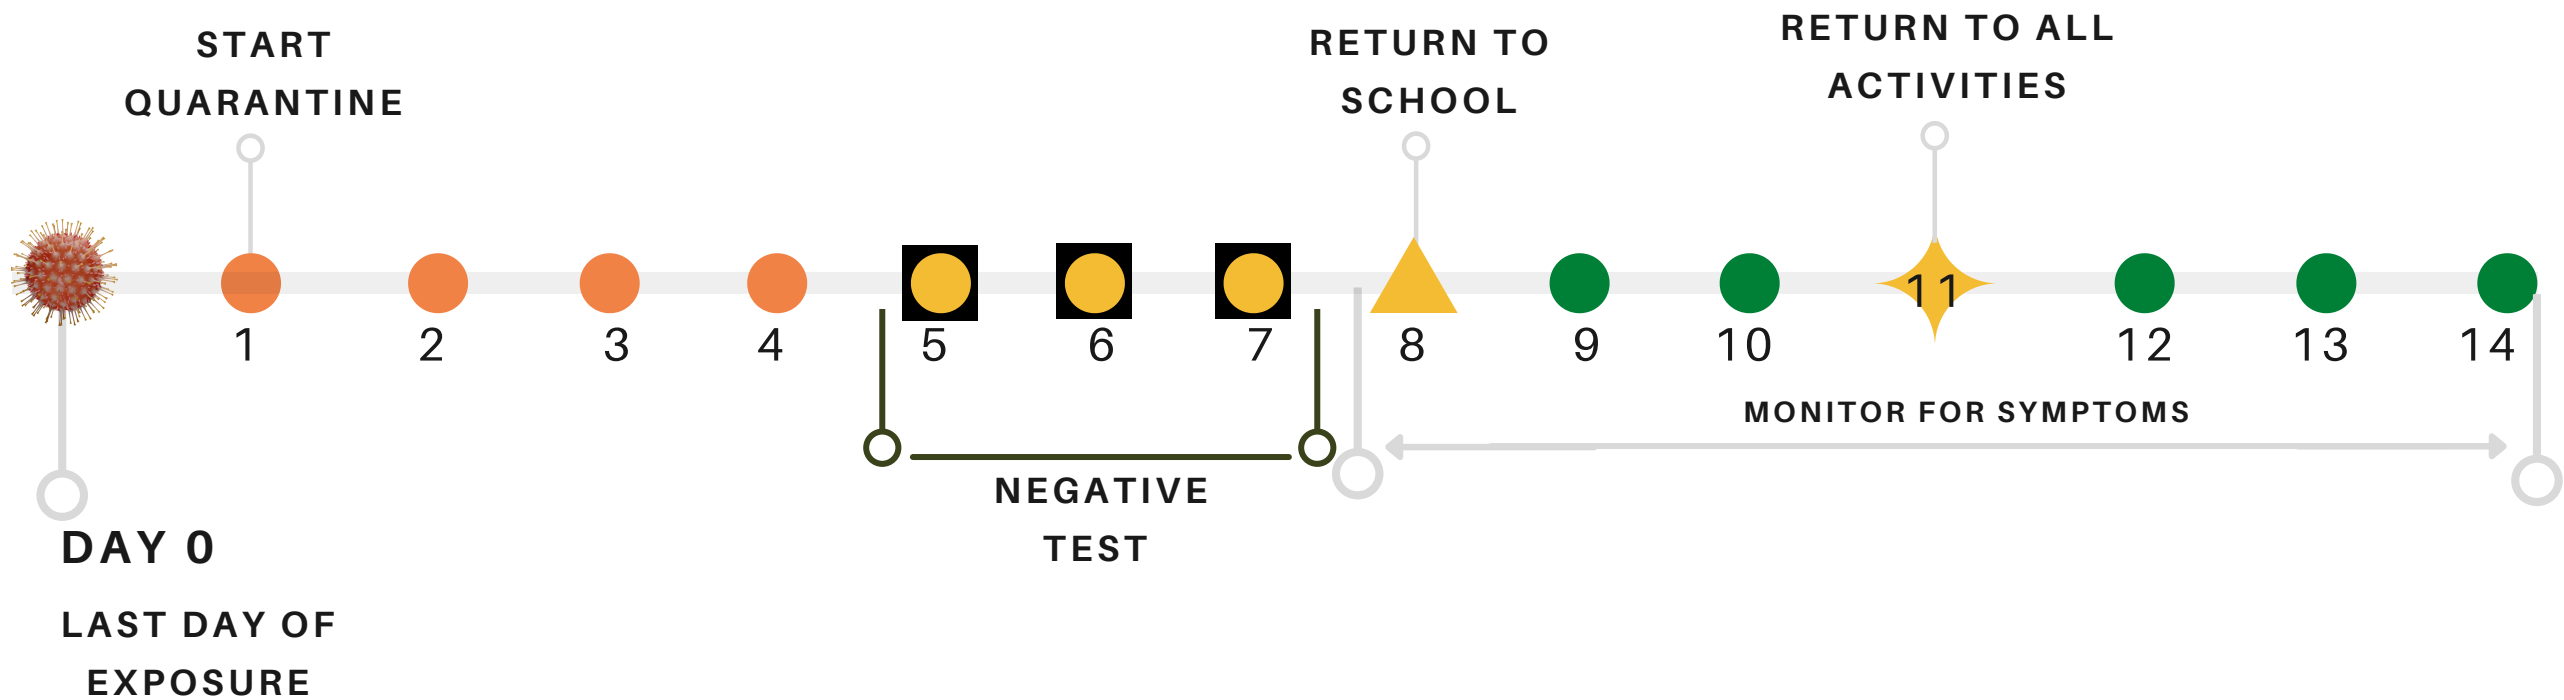 START
QUARANTINE
RETURN TO
SCHOOL
RETURN TO ALL
ACTIVITIES
1 2 3 4 5 6 7 8 9 10 11 12 13 14
MONITOR FOR SYMPTOMS
NEGATIVE
TEST
DAY 0
LAST DAY OF
EXPOSURE